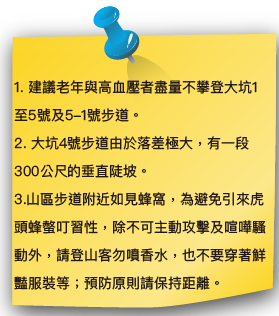 1. 建議老年與高血壓者盡量不攀登大坑1
至5號及5-1號步道。
2. 大坑4號步道由於落差極大，有一段
300公尺的垂直陡坡。
3.山區步道附近如見蜂窩，為避免引來虎
頭蜂螫叮習性，除不可主動攻擊及喧嘩騷
動外，請登山客勿噴香水，也不要穿著鮮
豔服裝等；預防原則請保持距離。